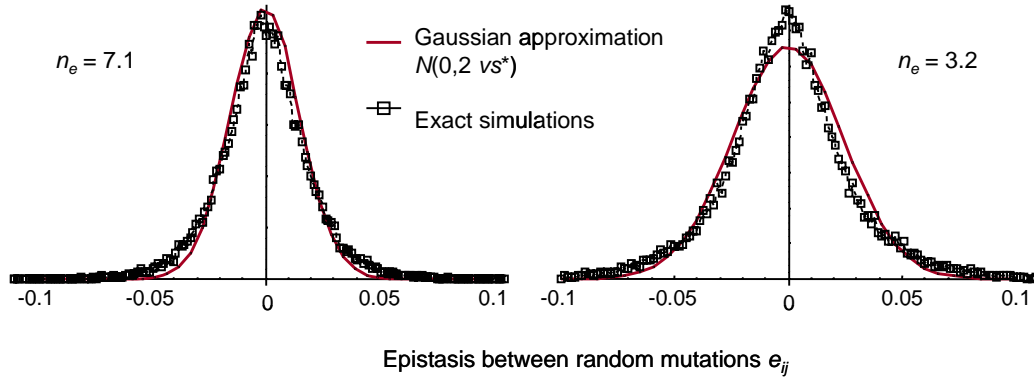 n_e = 7.1
Gaussian approximation
N(0,2 vs*)
Exact simulations
n_e = 3.2
-0.1
-0.05
0
0.05
0.1
-0.1
-0.05
0
0.05
0.1
Epistasis between random mutations e_ij